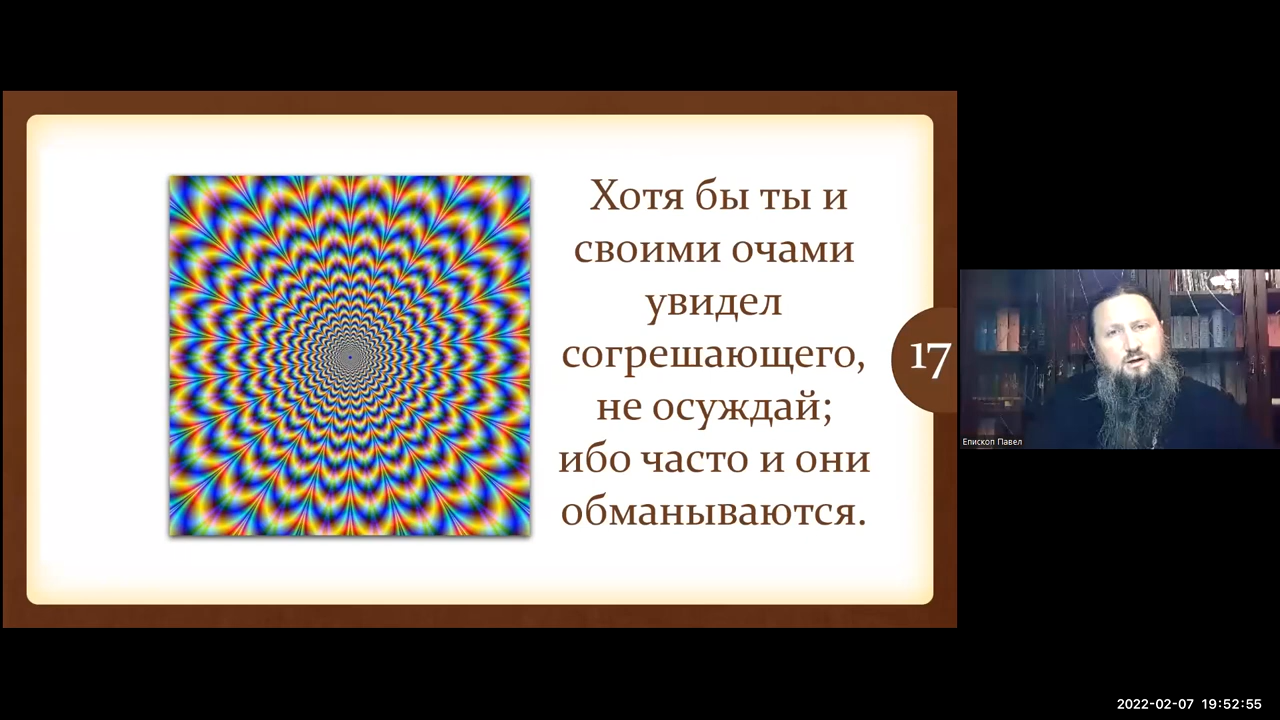 Хотя бы ты и
своими очами
увидел
согрешающего,
не осуждай;
ибо часто и они
обманываются.
17
Епископ Павел
2022-02-07 19:52:55